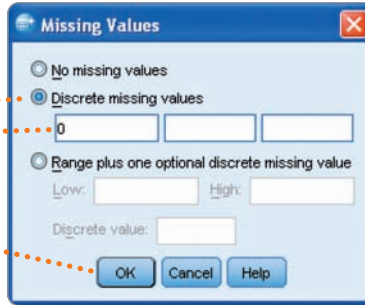 Missing Values
No missing values
Discrete missing values
0
Range plus one optional discrete missing value
Low: High:
Discrete value:
OK Cancel Help